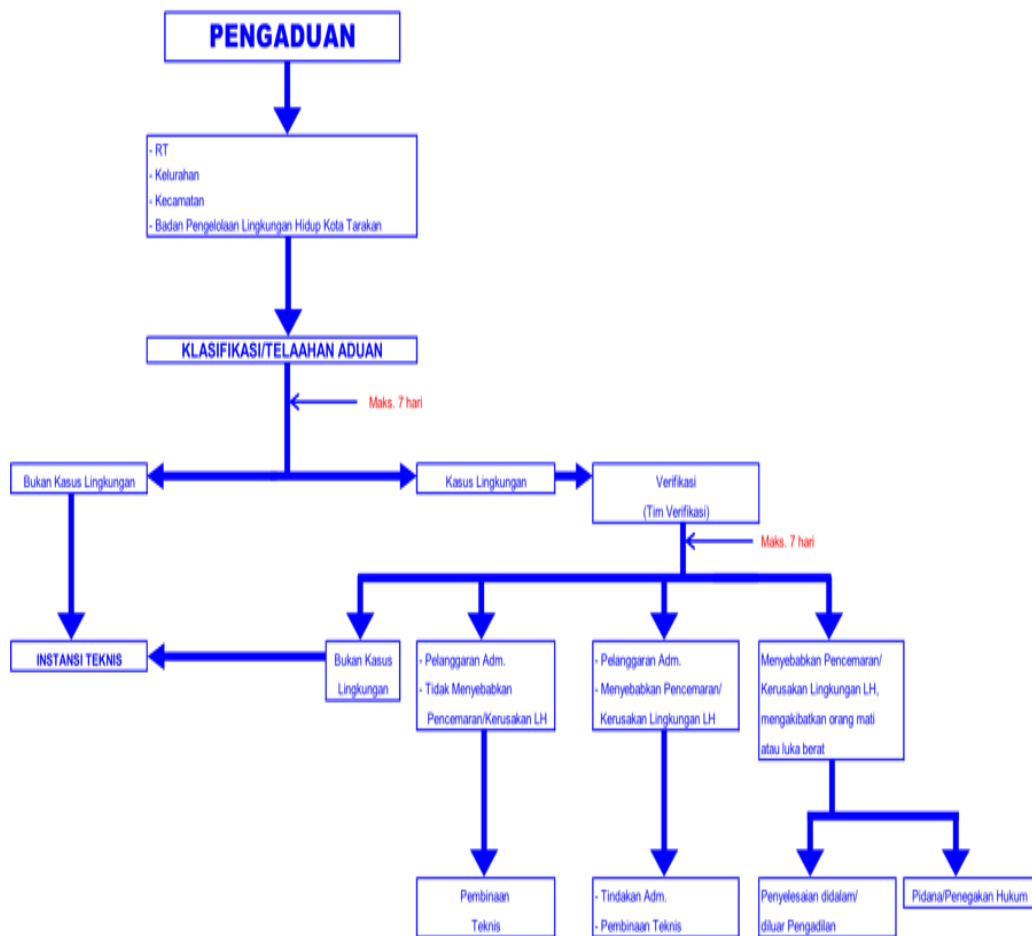 PENGADUAN
- RT
- Kelurahan
- Kecamatan
- Badan Pengelolaan Lingkungan Hidup Kota Tarakan
KLASIFIKASI/TELAAHAN ADUAN
Maks. 7 hari
Bukan Kasus Lingkungan
Kasus Lingkungan
Verifikasi
(Tim Verifikasi)
Maks. 7 hari
INSTANSI TEKNIS
Bukan Kasus
Lingkungan
- Pelanggaran Adm.
- Tidak Menyebabkan
Pencemaran/Kerusakan LH
- Pelanggaran Adm.
- Menyebabkan Pencemaran/
Kerusakan Lingkungan LH
Menyebabkan Pencemaran/
Kerusakan Lingkungan LH,
mengakibatkan orang mati
atau luka berat
Pembinaan
Teknis
- Tindakan Adm.
- Pembinaan Teknis
Penyelesaian didalam/
diluar Pengadilan
Pidana/Penegakan Hukum